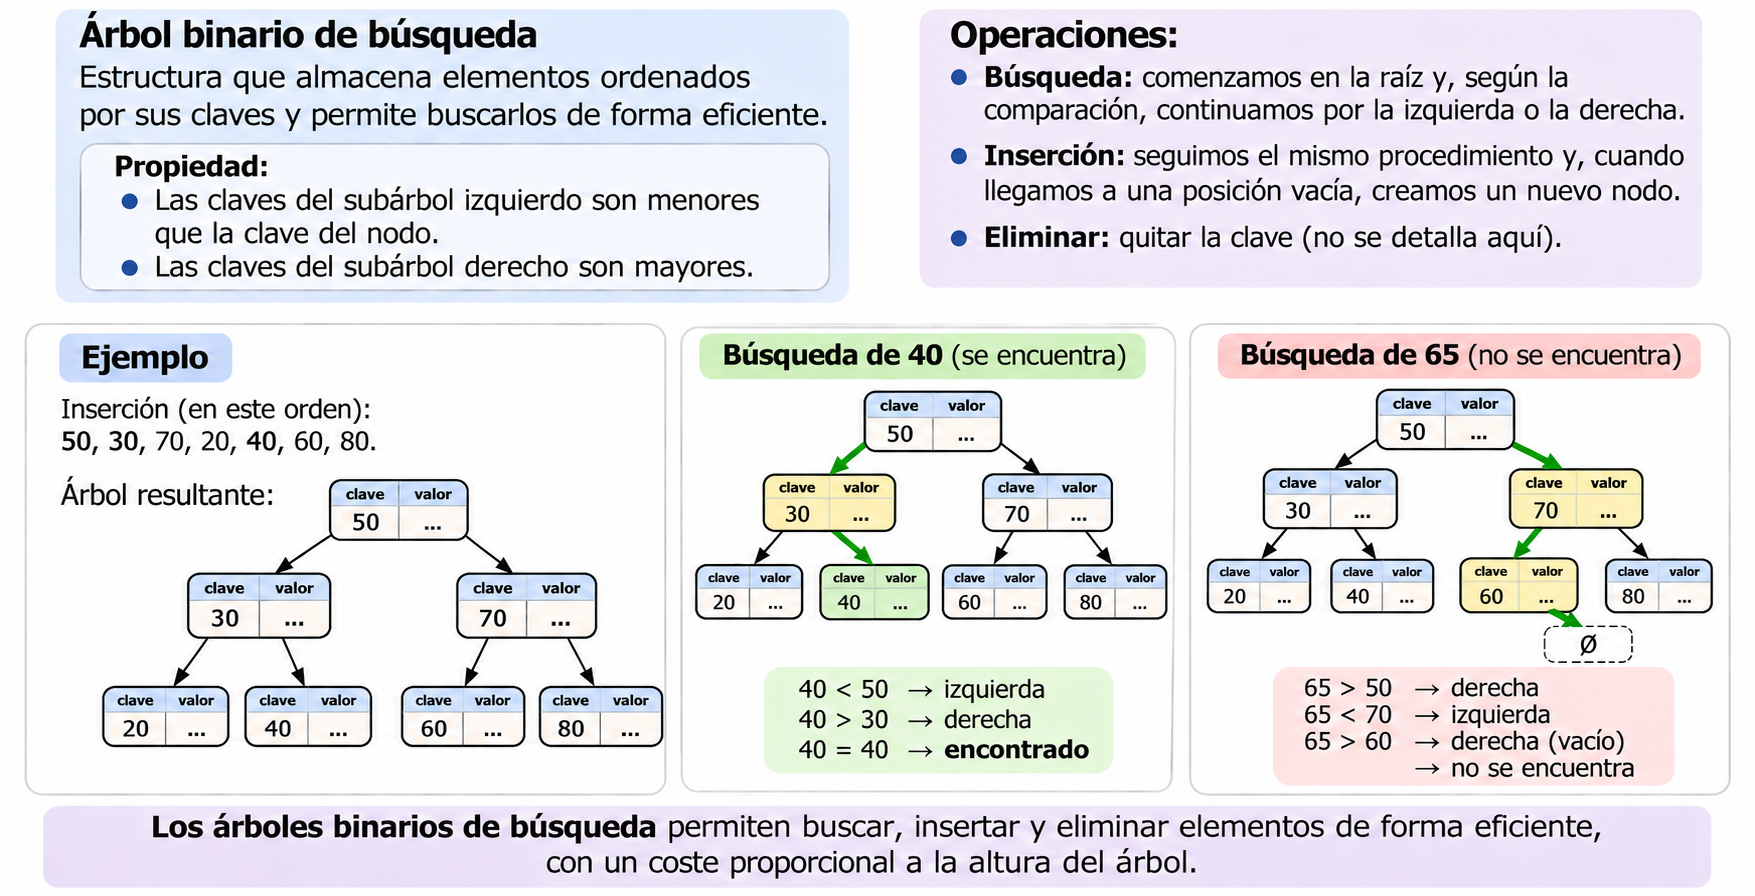 Árbol binario de búsqueda
Estructura que almacena elementos ordenados
por sus claves y permite buscarlos de forma eficiente.
Propiedad:
● Las claves del subárbol izquierdo son menores
que la clave del nodo.
● Las claves del subárbol derecho son mayores.
Operaciones:
● Búsqueda: comenzamos en la raíz y, según la
comparación, continuamos por la izquierda o la derecha.
● Inserción: seguimos el mismo procedimiento y, cuando
llegamos a una posición vacía, creamos un nuevo nodo.
● Eliminar: quitar la clave (no se detalla aquí).
Ejemplo
Inserción (en este orden):
50, 30, 70, 20, 40, 60, 80.
Árbol resultante:
clave valor
50 ...
clave valor
30 ...
clave valor
70 ...
clave valor
20 ...
clave valor
40 ...
clave valor
60 ...
clave valor
80 ...
Búsqueda de 40 (se encuentra)
clave valor
50 ...
clave valor
30 ...
clave valor
70 ...
clave valor
20 ...
clave valor
40 ...
clave valor
60 ...
clave valor
80 ...
40 < 50 → izquierda
40 > 30 → derecha
40 = 40 → encontrado
Búsqueda de 65 (no se encuentra)
clave valor
50 ...
clave valor
30 ...
clave valor
70 ...
clave valor
20 ...
clave valor
40 ...
clave valor
60 ...
clave valor
80 ...
Ø
65 > 50 → derecha
65 < 70 → izquierda
65 > 60 → derecha (vacío)
→ no se encuentra
Los árboles binarios de búsqueda permiten buscar, insertar y eliminar elementos de forma eficiente,
con un coste proporcional a la altura del árbol.